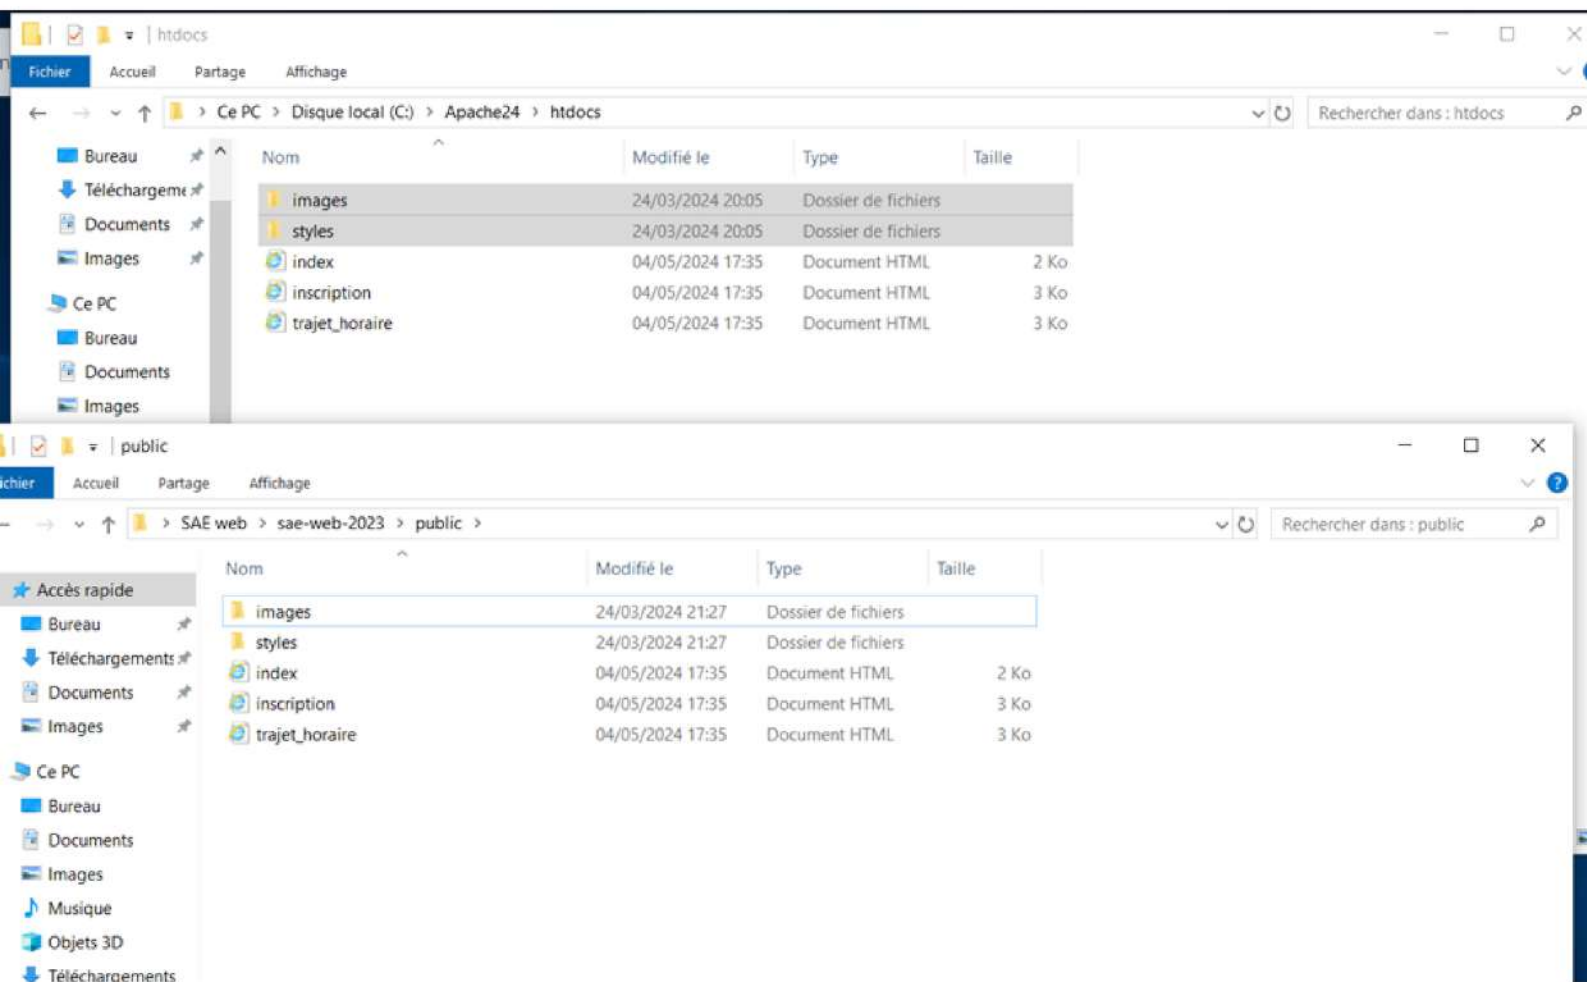 htdocs
Fichier Accueil Partage Affichage
Ce PC > Disque local (C:) > Apache24 > htdocs
Rechercher dans : htdocs
Nom Modifié le Type Taille
Bureau
Téléchargeme
Documents
Images
Ce PC
Bureau
Documents
Images
images 24/03/2024 20:05 Dossier de fichiers
styles 24/03/2024 20:05 Dossier de fichiers
index 04/05/2024 17:35 Document HTML 2 Ko
inscription 04/05/2024 17:35 Document HTML 3 Ko
trajet_horaire 04/05/2024 17:35 Document HTML 3 Ko
public
ichier Accueil Partage Affichage
SAE web > sae-web-2023 > public >
Rechercher dans : public
Nom Modifié le Type Taille
Accès rapide
Bureau
Téléchargements
Documents
Images
Ce PC
Bureau
Documents
Images
Musique
Objets 3D
Téléchargements
images 24/03/2024 21:27 Dossier de fichiers
styles 24/03/2024 21:27 Dossier de fichiers
index 04/05/2024 17:35 Document HTML 2 Ko
inscription 04/05/2024 17:35 Document HTML 3 Ko
trajet_horaire 04/05/2024 17:35 Document HTML 3 Ko